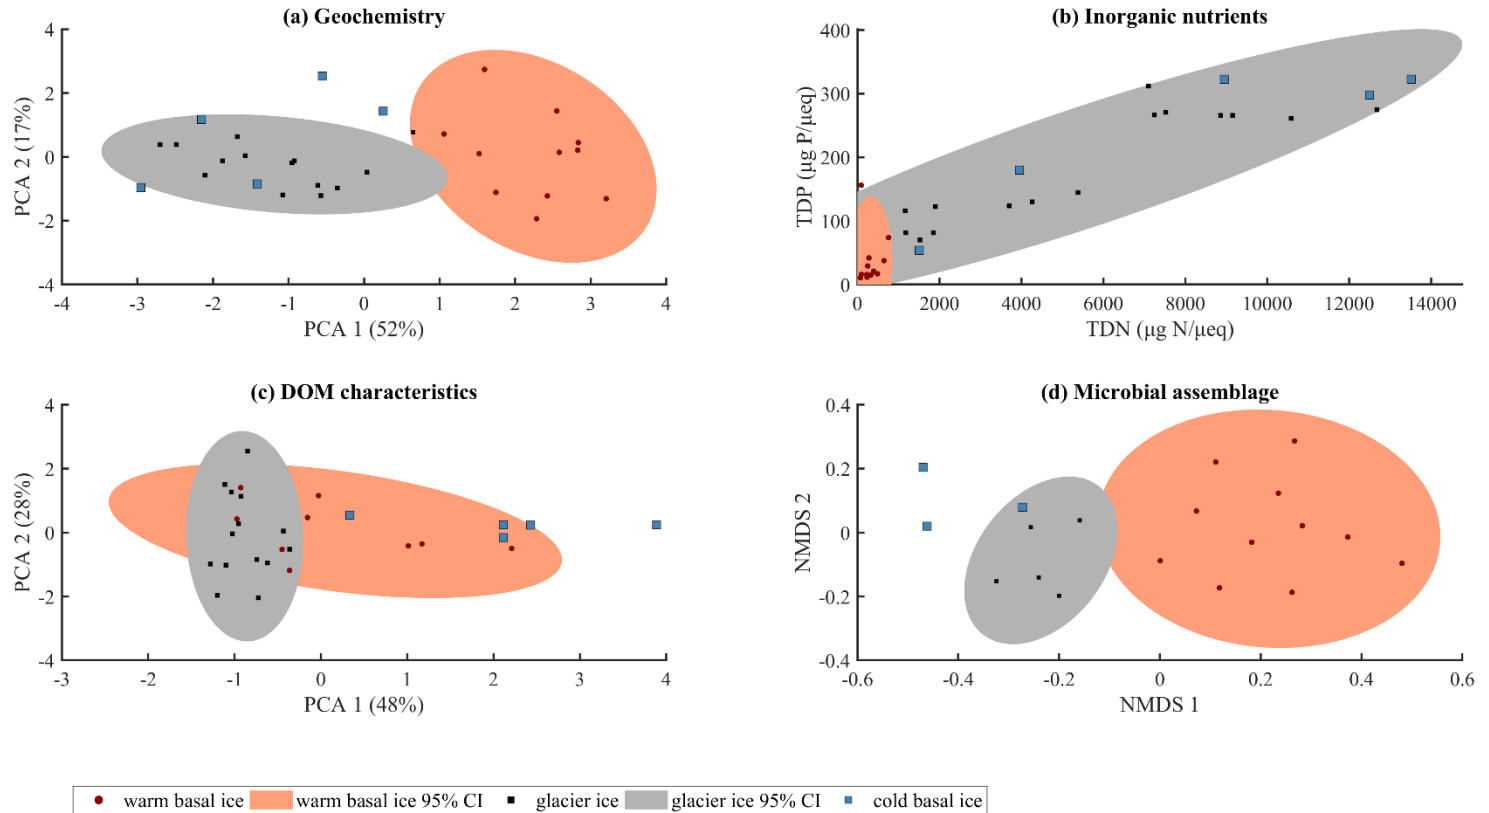 (a) Geochemistry
4
2
0
-2
-4
PCA 2 (17%)
-4 -3 -2 -1 0 1 2 3 4
PCA 1 (52%)
(b) Inorganic nutrients
400
300
200
100
0
TDP (μg P/μeq)
0 2000 4000 6000 8000 10000 12000 14000
TDN (μg N/μeq)
(c) DOM characteristics
4
2
0
-2
-4
PCA 2 (28%)
-3 -2 -1 0 1 2 3 4
PCA 1 (48%)
(d) Microbial assemblage
0.4
0.2
0
-0.2
-0.4
NMDS 2
-0.6 -0.4 -0.2 0 0.2 0.4 0.6
NMDS 1
warm basal ice warm basal ice 95% CI glacier ice glacier ice 95% CI cold basal ice